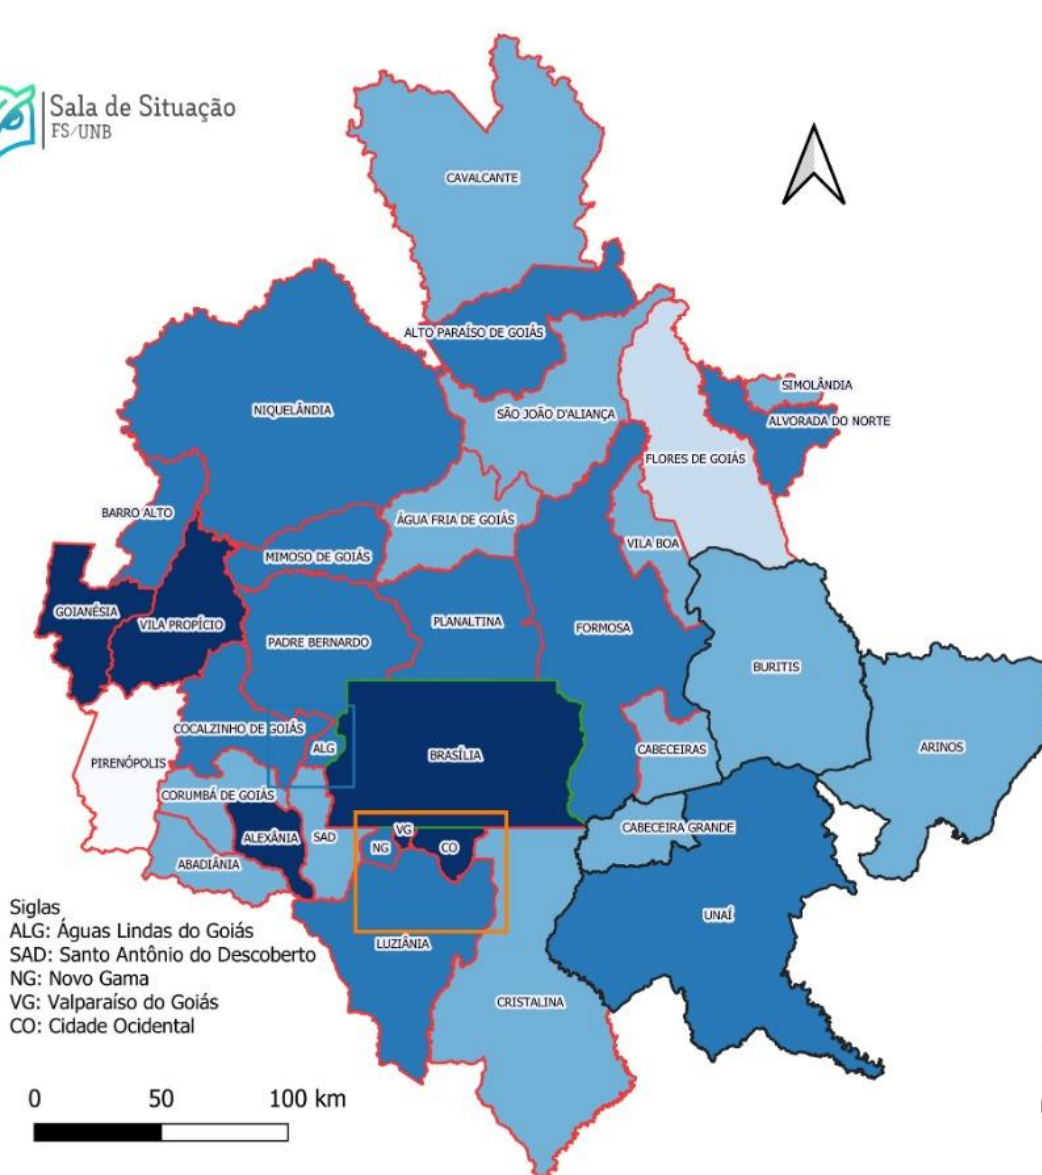 Sala de Situação
FS/UNB
CAVALCANTE
ALTO PARAÍSO DE GOIÁS
SIMOLÂNDIA
NIQUELÂNDIA
SÃO JOÃO D'ALIANÇA
ALVORADA DO NORTE
FLORES DE GOIÁS
BARRO ALTO
ÁGUA FRIA DE GOIÁS
VILA BOA
MIMOSO DE GOIÁS
GOIANÉSIA
VILA PROPÍCIO
PLANALTINA
FORMOSA
PADRE BERNARDO
BURITIS
COCALZINHO DE GOIÁS
ALG
CABECEIRAS
ARINOS
PIRENÓPOLIS
BRASÍLIA
CORUMBÁ DE GOIÁS
VG
CABECEIRA GRANDE
ALEXÂNIA
SAD
NG
CO
ABADIÂNIA
UNAÍ
LUZIÂNIA
CRISTALINA
Siglas
ALG: Águas Lindas do Goiás
SAD: Santo Antônio do Descoberto
NG: Novo Gama
VG: Valparaíso do Goiás
CO: Cidade Ocidental
0 50 100 km